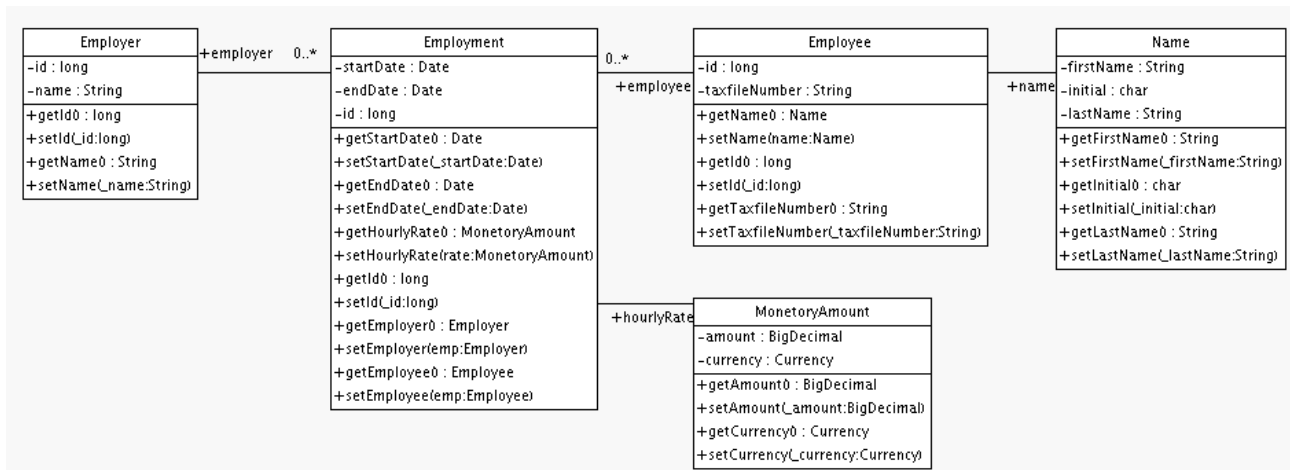 Employer
-id : long
-name : String
+getId() : long
+setId(_id:long)
+getName() : String
+setName(_name:String)
+employer
0..*
Employment
-startDate : Date
-endDate : Date
-id : long
+getStartDate() : Date
+setStartDate(_startDate:Date)
+getEndDate() : Date
+setEndDate(_endDate:Date)
+getHourlyRate() : MonetoryAmount
+setHourlyRate(rate:MonetoryAmount)
+getId() : long
+setId(_id:long)
+getEmployer() : Employer
+setEmployer(emp:Employer)
+getEmployee() : Employee
+setEmployee(emp:Employee)
0..*
+employee
Employee
-id : long
-taxfileNumber : String
+getName() : Name
+setName(name:Name)
+getId() : long
+setId(_id:long)
+getTaxfileNumber() : String
+setTaxfileNumber(_taxfileNumber:String)
+name
Name
-firstName : String
-initial : char
-lastName : String
+getFirstName() : String
+setFirstName(_firstName:String)
+getInitial() : char
+setInitial(_initial:char)
+getLastName() : String
+setLastName(_lastName:String)
+hourlyRate
MonetoryAmount
-amount : BigDecimal
-currency : Currency
+getAmount() : BigDecimal
+setAmount(_amount:BigDecimal)
+getCurrency() : Currency
+setCurrency(_currency:Currency)